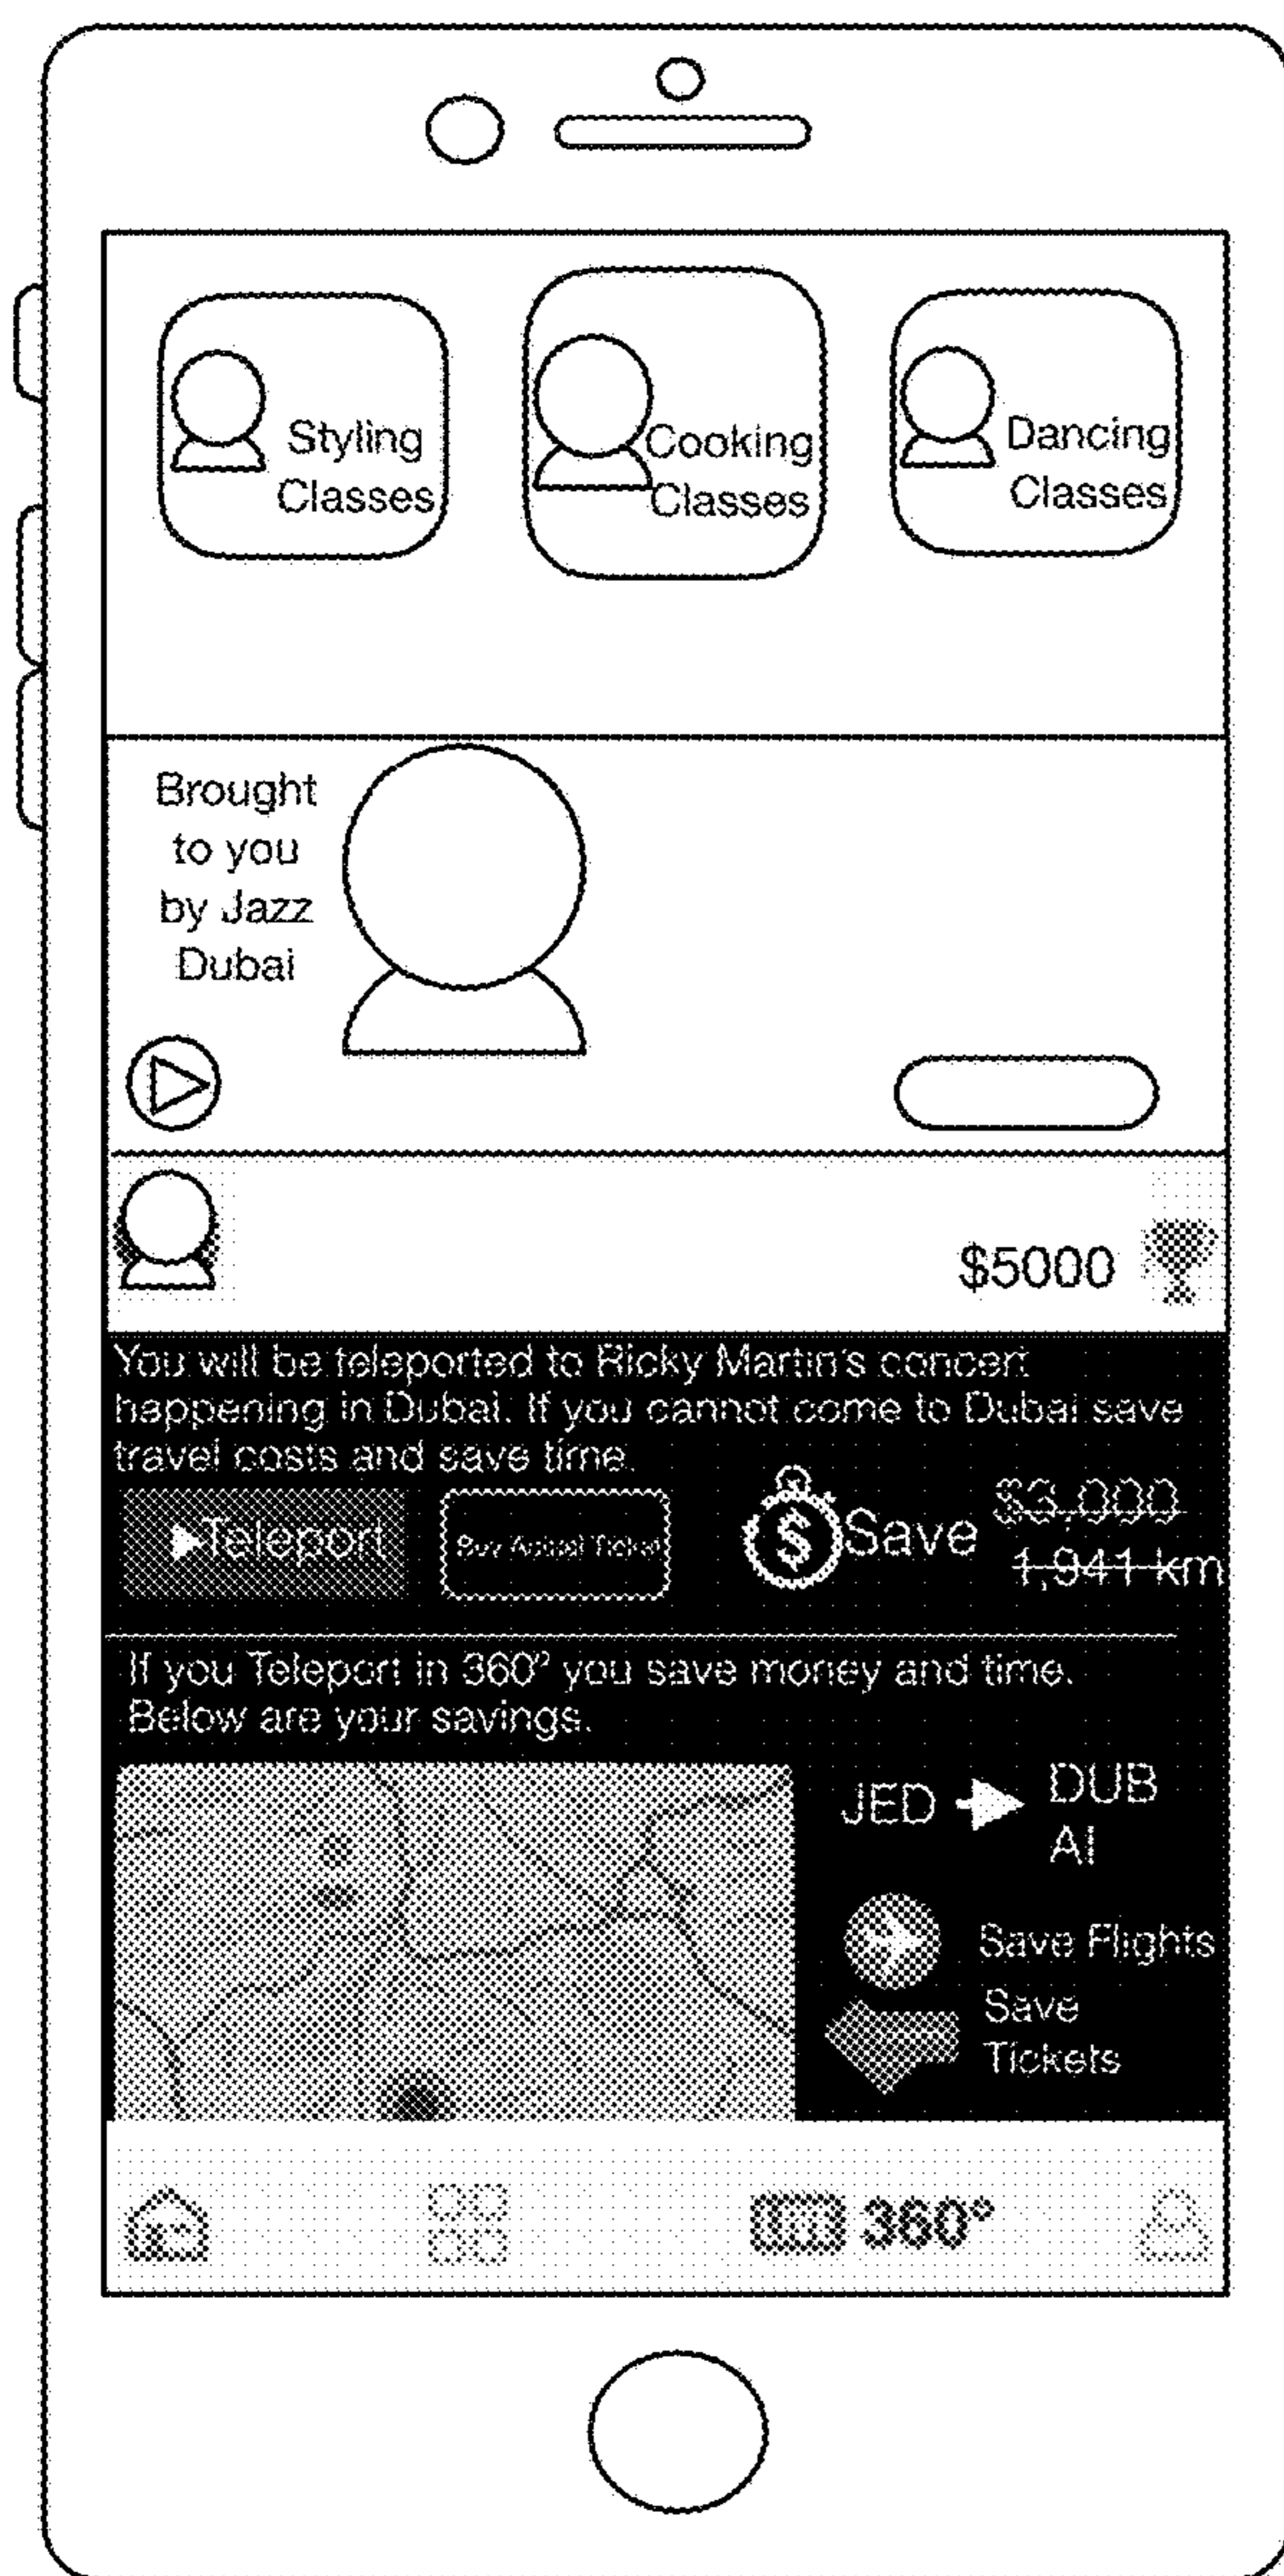 Styling
Classes
Cooking
Classes
Dancing
Classes
Brought
to you
by Jazz
Dubai
$5000
You will be teleported to Ricky Martin's concert
happening in Dubai. If you cannot come to Dubai save
travel costs and save time.
Teleport
Buy Actual Ticket
Save
$3,000
1,941 km
If you Teleport in 360° you save money and time.
Below are your savings.
JED
DUB
AI
Save Flights
Save
Tickets
360°